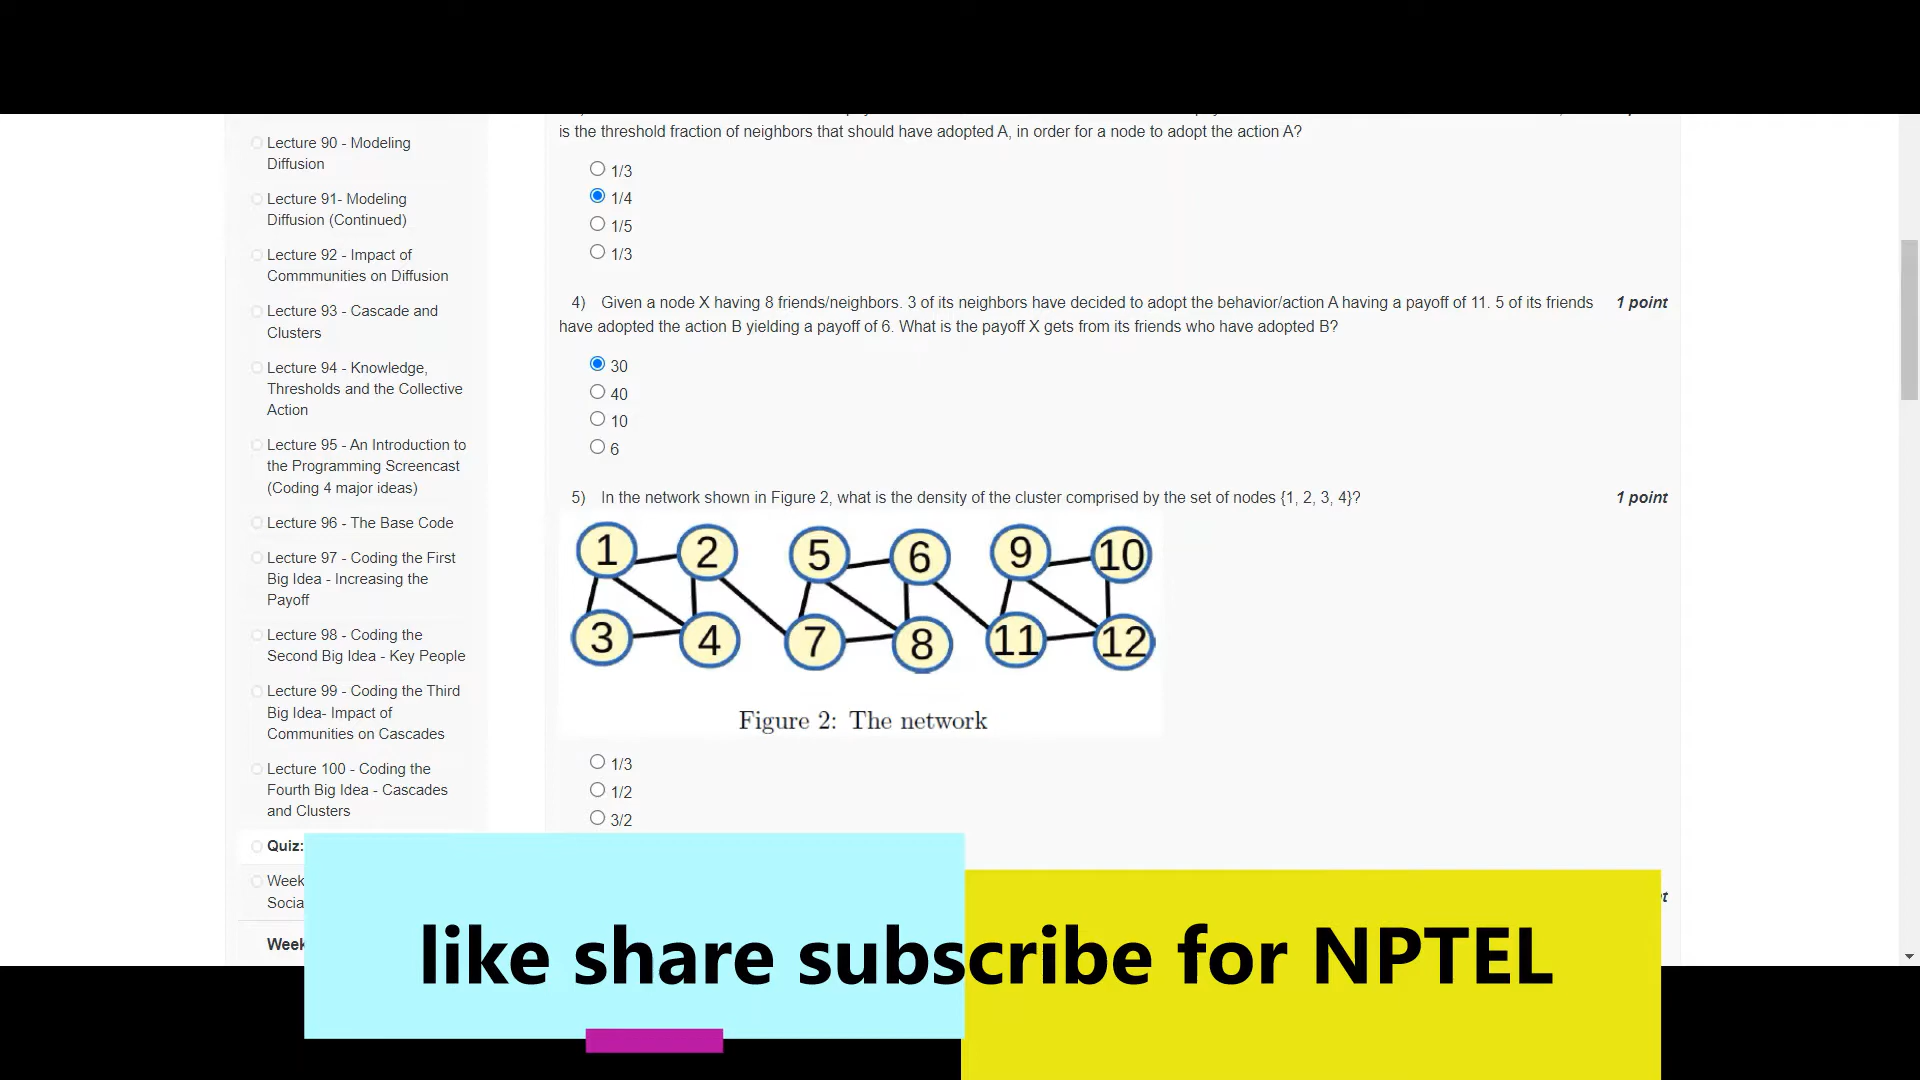 is the threshold fraction of neighbors that should have adopted A, in order for a node to adopt the action A?
1/3
1/4
1/5
1/3
4) Given a node X having 8 friends/neighbors. 3 of its neighbors have decided to adopt the behavior/action A having a payoff of 11. 5 of its friends 1 point
have adopted the action B yielding a payoff of 6. What is the payoff X gets from its friends who have adopted B?
30
40
10
6
5) In the network shown in Figure 2, what is the density of the cluster comprised by the set of nodes {1, 2, 3, 4}? 1 point
1 2 5 6 9 10
3 4 7 8 11 12
Figure 2: The network
1/3
1/2
3/2
Lecture 90 - Modeling
Diffusion
Lecture 91- Modeling
Diffusion (Continued)
Lecture 92 - Impact of
Commmunities on Diffusion
Lecture 93 - Cascade and
Clusters
Lecture 94 - Knowledge,
Thresholds and the Collective
Action
Lecture 95 - An Introduction to
the Programming Screencast
(Coding 4 major ideas)
Lecture 96 - The Base Code
Lecture 97 - Coding the First
Big Idea - Increasing the
Payoff
Lecture 98 - Coding the
Second Big Idea - Key People
Lecture 99 - Coding the Third
Big Idea- Impact of
Communities on Cascades
Lecture 100 - Coding the
Fourth Big Idea - Cascades
and Clusters
Quiz:
Week
Socia
Week
like share subscribe for NPTEL